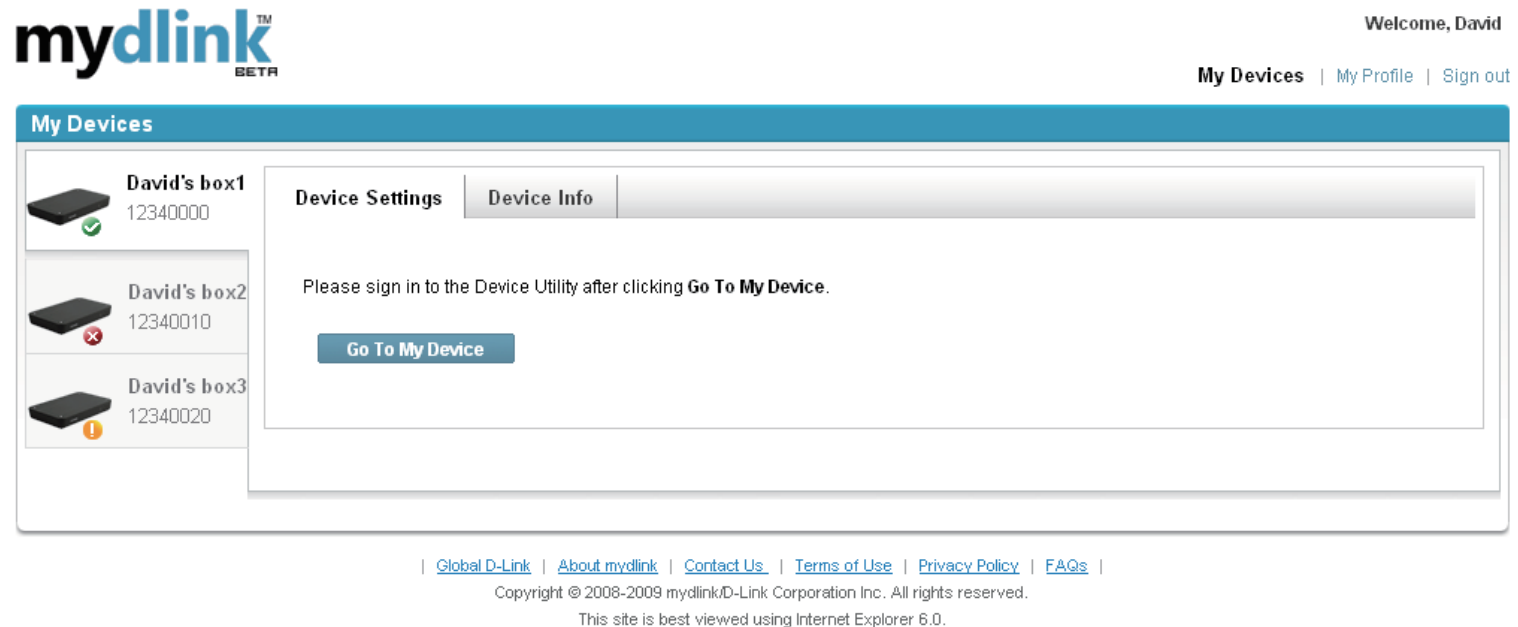 mydlink™
BETA
Welcome, David
My Devices | My Profile | Sign out
My Devices
David's box1
12340000
David's box2
12340010
David's box3
12340020
Device Settings
Device Info
Please sign in to the Device Utility after clicking Go To My Device.
Go To My Device
| Global D-Link | About mydlink | Contact Us | Terms of Use | Privacy Policy | FAQs |
Copyright © 2008-2009 mydlink/D-Link Corporation Inc. All rights reserved.
This site is best viewed using Internet Explorer 6.0.